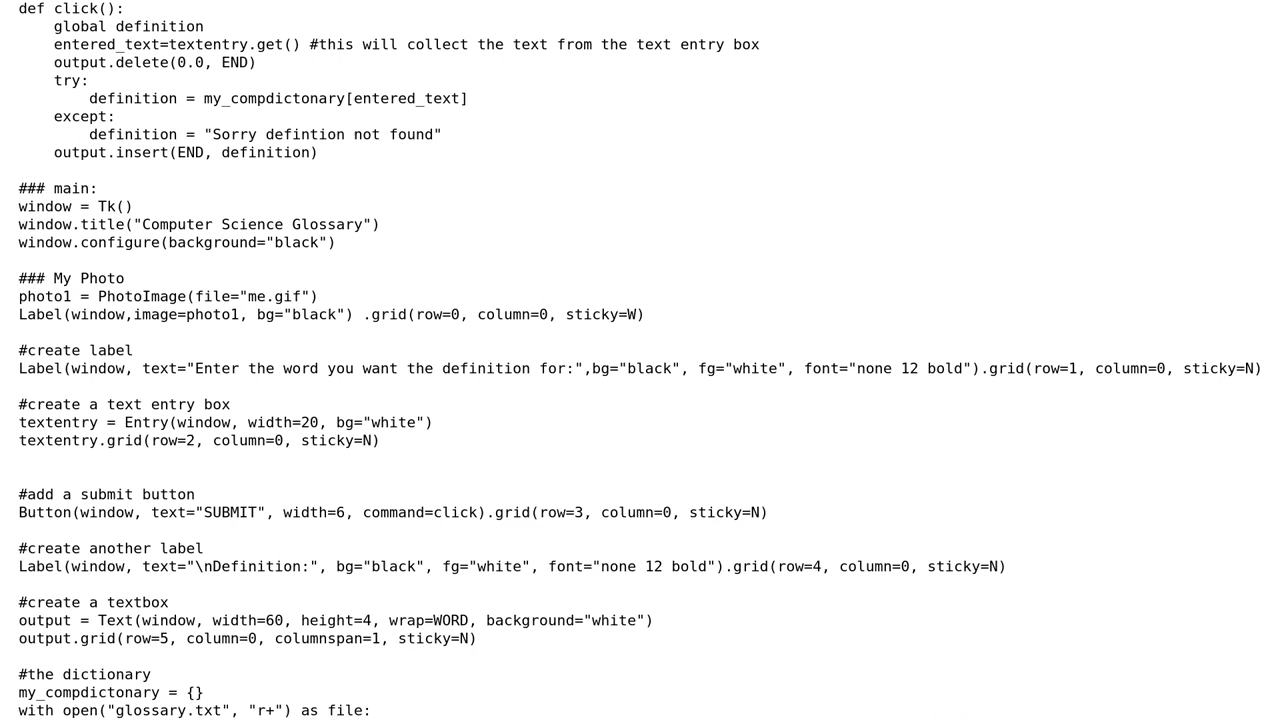 def click():
    global definition
    entered_text=textentry.get() #this will collect the text from the text entry box
    output.delete(0.0, END)
    try:
        definition = my_compdictonary[entered_text]
    except:
        definition = "Sorry defintion not found"
    output.insert(END, definition)
### main:
window = Tk()
window.title("Computer Science Glossary")
window.configure(background="black")
### My Photo
photo1 = PhotoImage(file="me.gif")
Label(window,image=photo1, bg="black") .grid(row=0, column=0, sticky=W)
#create label
Label(window, text="Enter the word you want the definition for:",bg="black", fg="white", font="none 12 bold").grid(row=1, column=0, sticky=N)
#create a text entry box
textentry = Entry(window, width=20, bg="white")
textentry.grid(row=2, column=0, sticky=N)
#add a submit button
Button(window, text="SUBMIT", width=6, command=click).grid(row=3, column=0, sticky=N)
#create another label
Label(window, text="\nDefinition:", bg="black", fg="white", font="none 12 bold").grid(row=4, column=0, sticky=N)
#create a textbox
output = Text(window, width=60, height=4, wrap=WORD, background="white")
output.grid(row=5, column=0, columnspan=1, sticky=N)
#the dictionary
my_compdictonary = {}
with open("glossary.txt", "r+") as file: